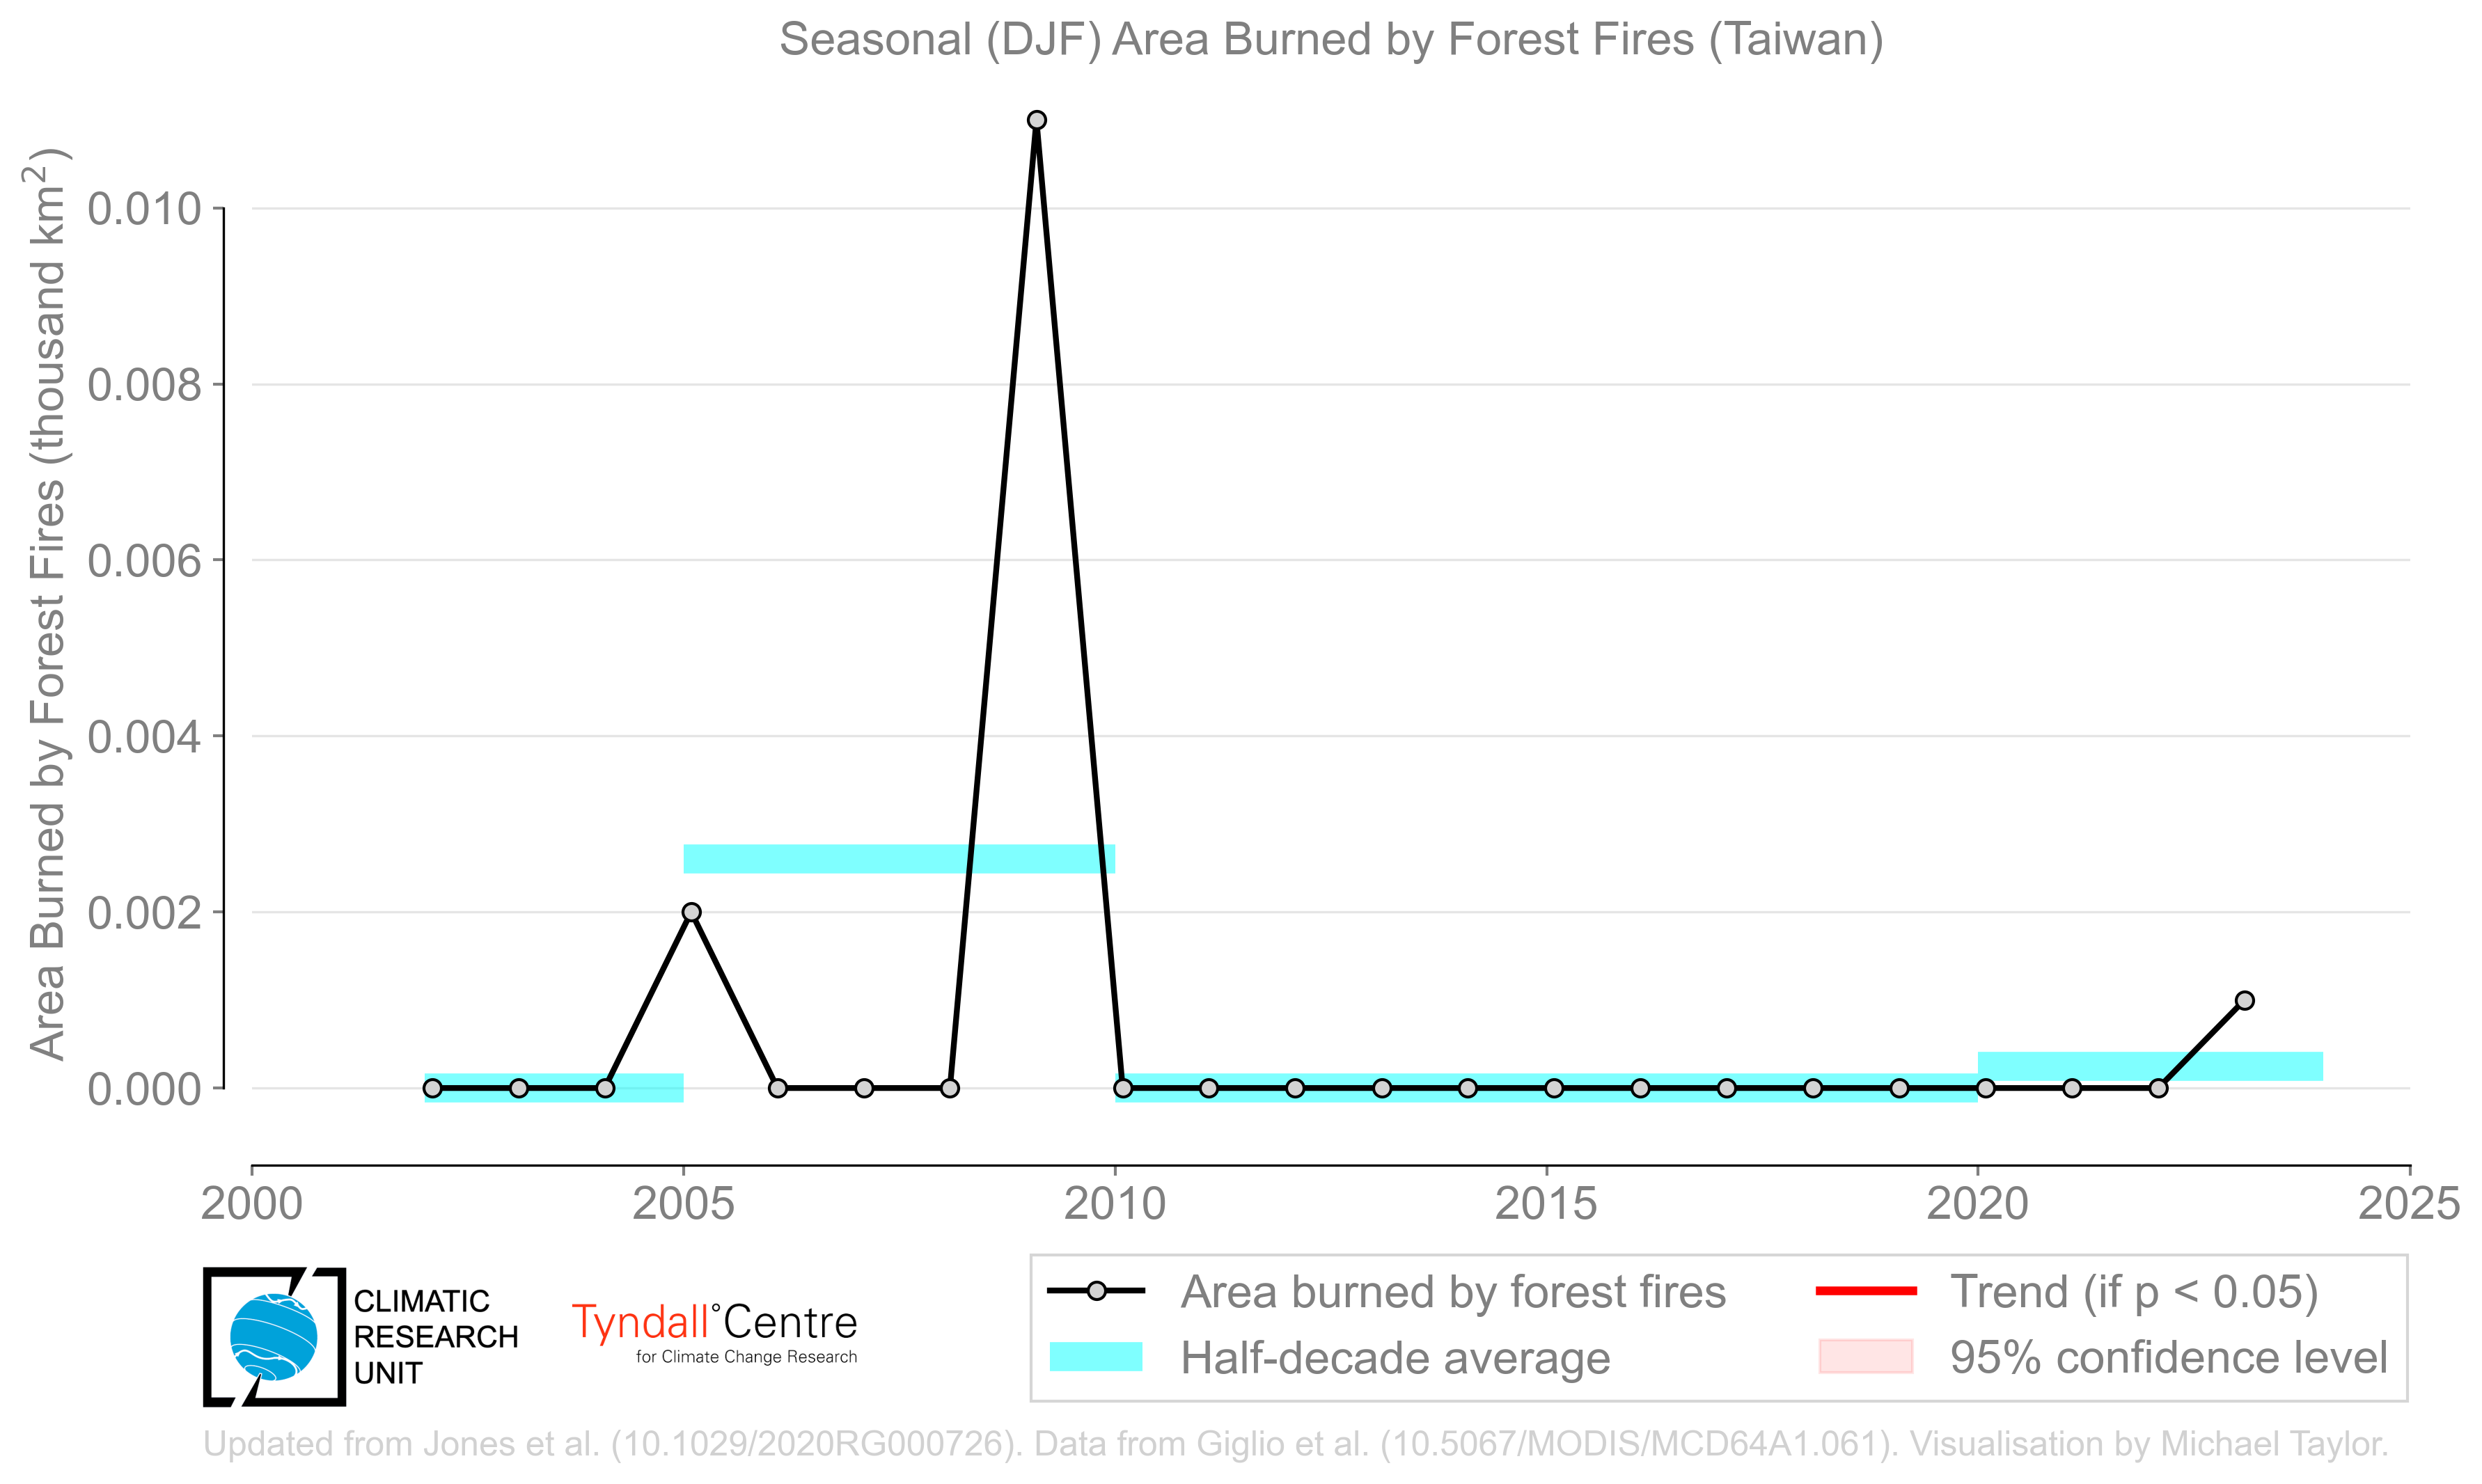 Seasonal (DJF) Area Burned by Forest Fires (Taiwan)
Area Burned by Forest Fires (thousand km²)
0.010
0.008
0.006
0.004
0.002
0.000
2000 2005 2010 2015 2020 2025
CLIMATIC
RESEARCH
UNIT
Tyndall°Centre
for Climate Change Research
Area burned by forest fires
Half-decade average
Trend (if p < 0.05)
95% confidence level
Updated from Jones et al. (10.1029/2020RG000726). Data from Giglio et al. (10.5067/MODIS/MCD64A1.061). Visualisation by Michael Taylor.